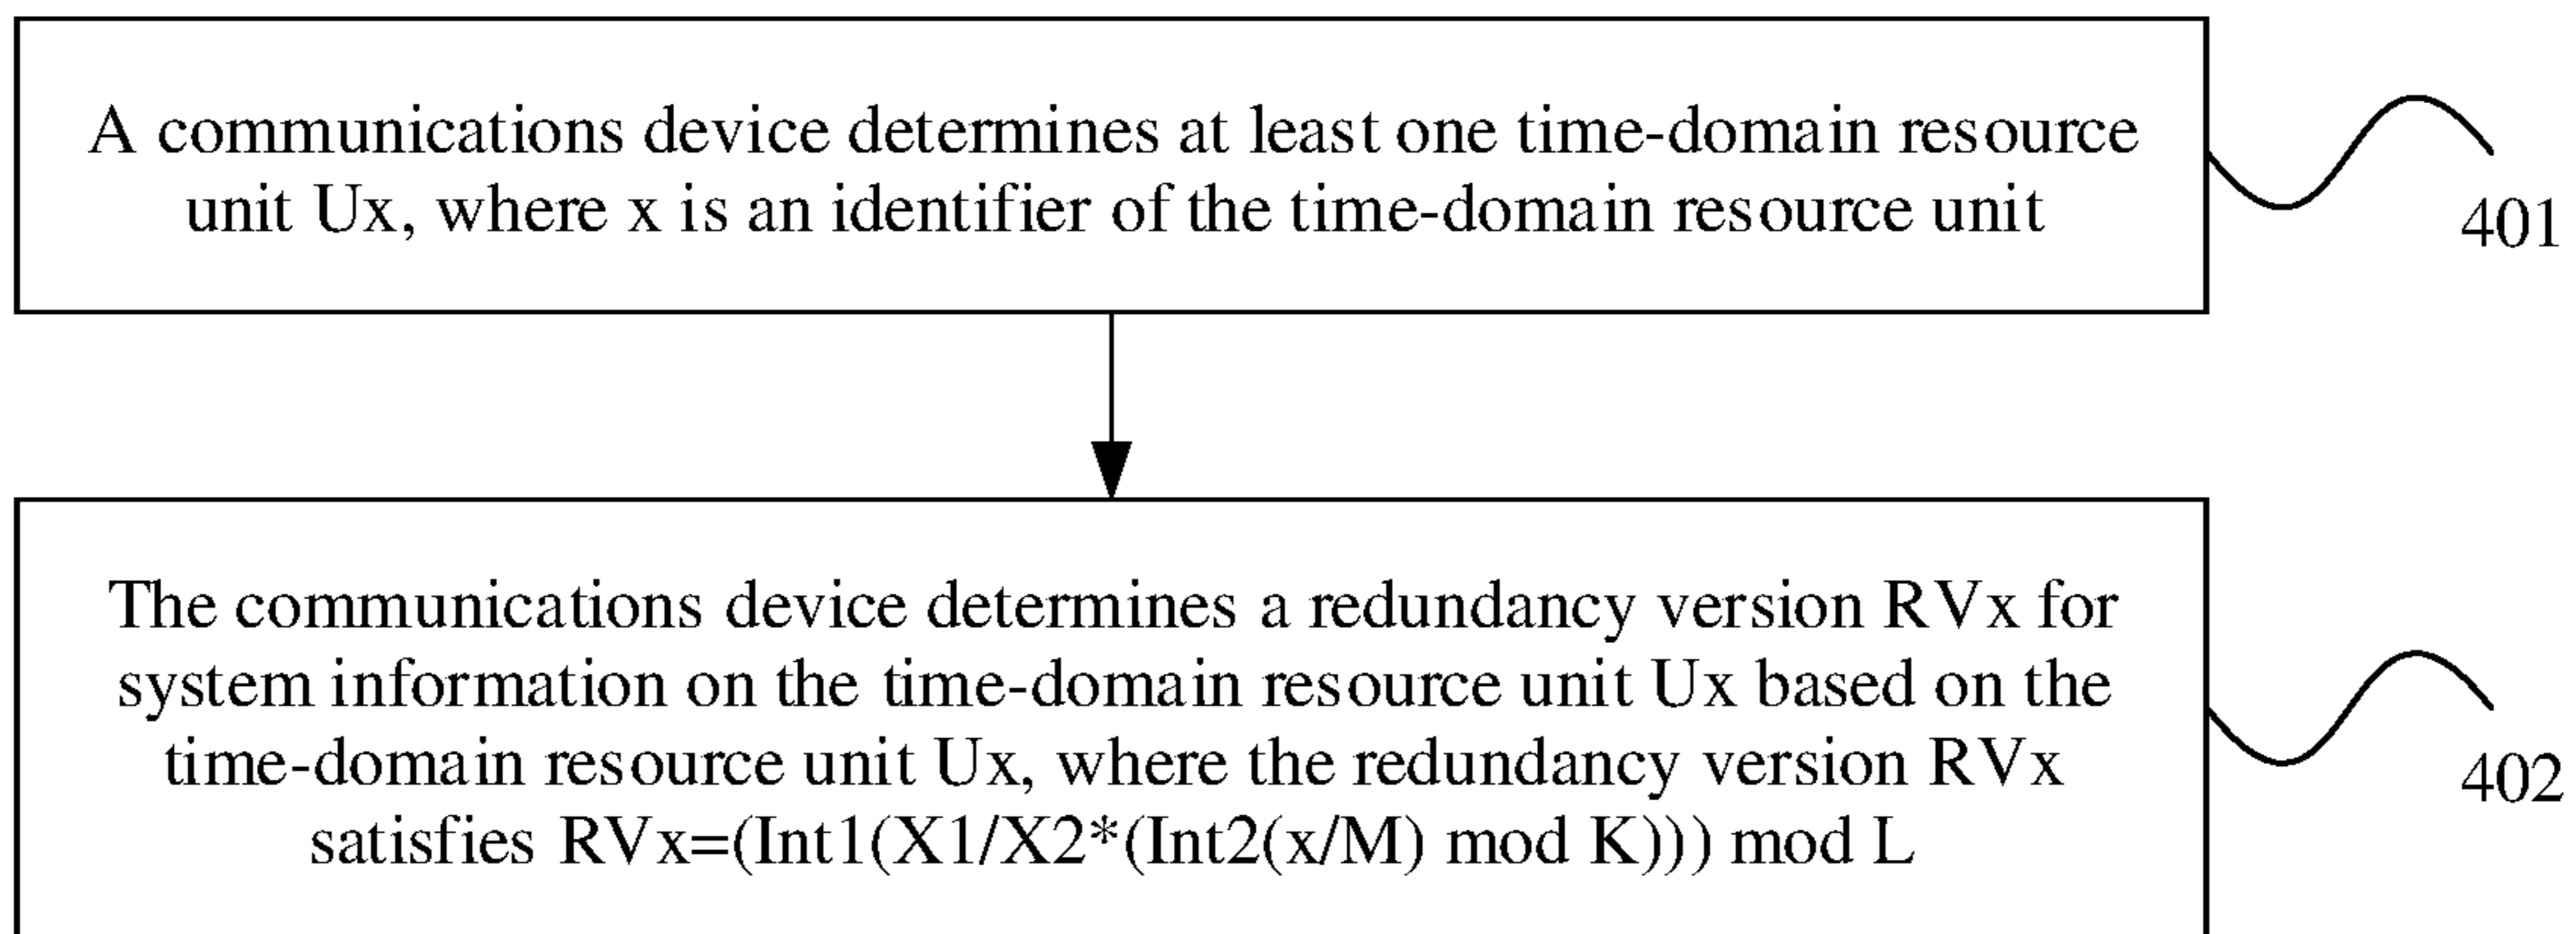 A communications device determines at least one time-domain resource
unit Ux, where x is an identifier of the time-domain resource unit
401
The communications device determines a redundancy version RVx for
system information on the time-domain resource unit Ux based on the
time-domain resource unit Ux, where the redundancy version RVx
satisfies RVx=(Int1(X1/X2*(Int2(x/M) mod K))) mod L
402